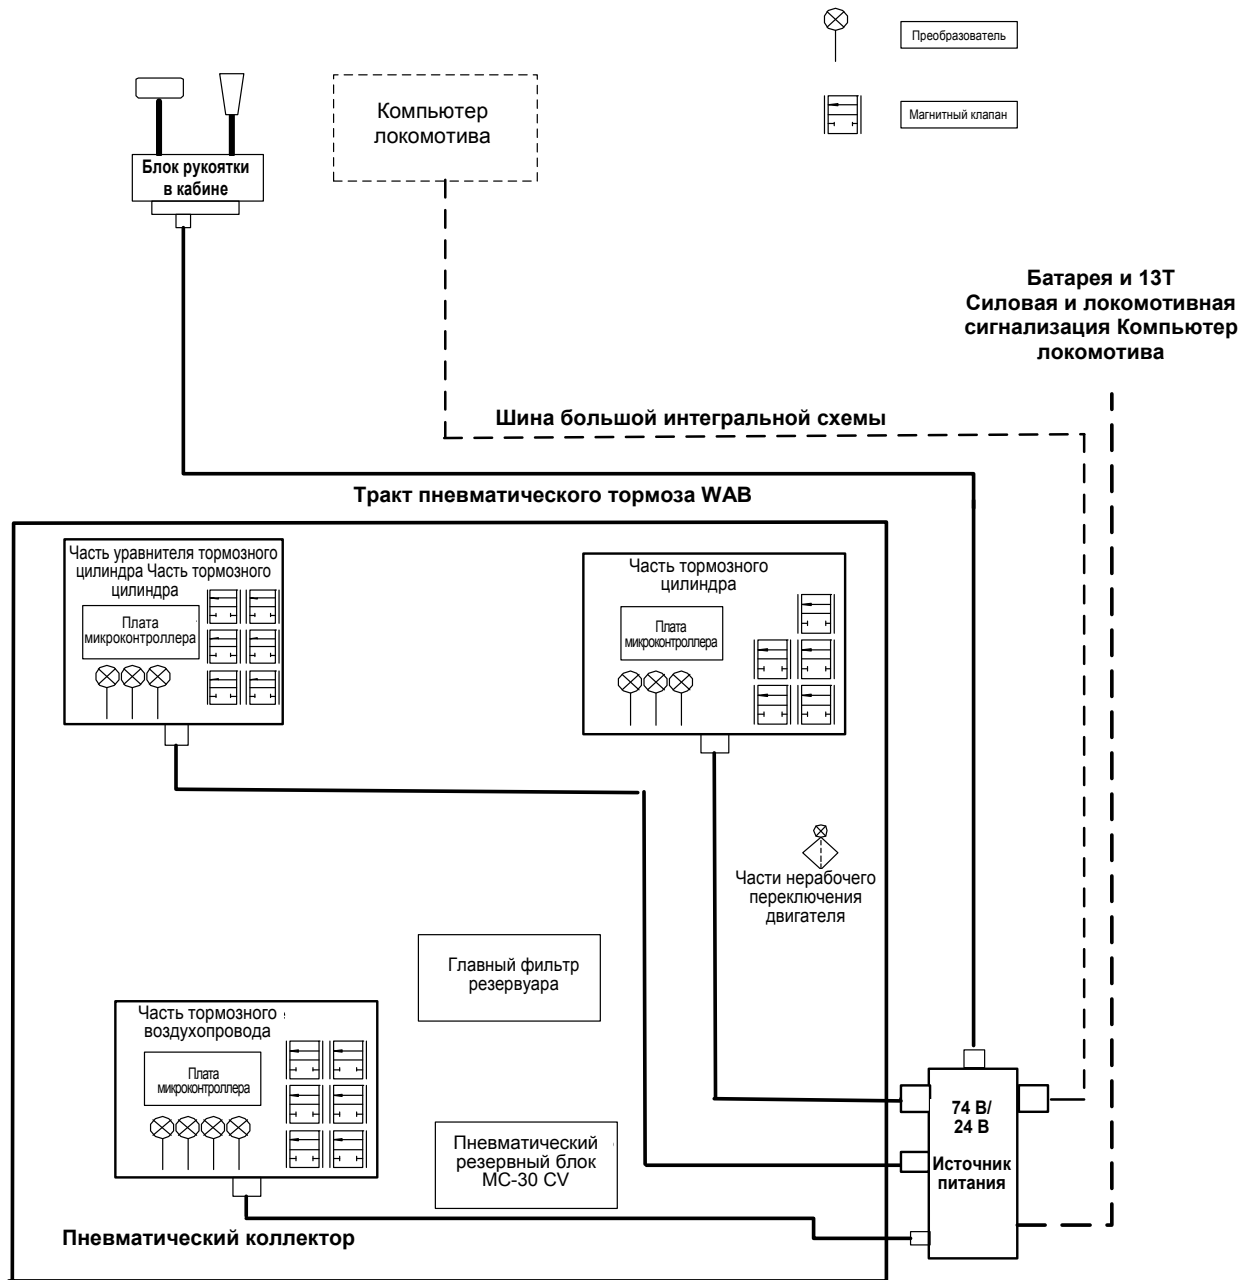 Преобразователь
Магнитный клапан
Компьютер
локомотива
Блок рукоятки
в кабине
Батарея и 13Т
Силовая и локомотивная
сигнализация Компьютер
локомотива
Шина большой интегральной схемы
Тракт пневматического тормоза WAB
Часть уравнителя тормозного
цилиндра Часть тормозного
цилиндра
Плата
микроконтроллера
Часть тормозного
цилиндра
Плата
микроконтроллера
Части нерабочего
переключения
двигателя
Главный фильтр
резервуара
Часть тормозного
воздухопровода
Плата
микроконтроллера
Пневматический
резервный блок
MC-30 CV
74 В/
24 В
Источник
питания
Пневматический коллектор